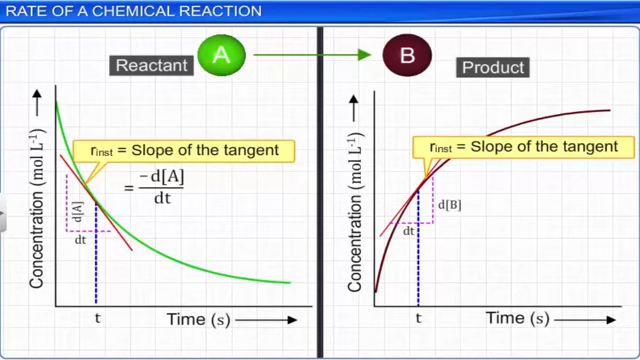 RATE OF A CHEMICAL REACTION
Reactant
A
B
Product
Concentration (mol L⁻¹)
rinst = Slope of the tangent
= −d[A]
dt
d[A]
dt
t
Time (s)
Concentration (mol L⁻¹)
rinst = Slope of the tangent
d[B]
dt
t
Time (s)